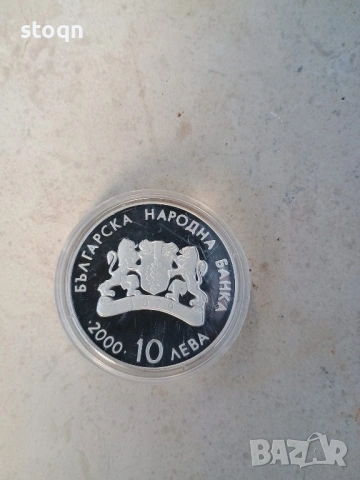 stoqn
БЪЛГАРСКА НАРОДНА БАНКА
·2000· 10 ЛЕВА
BAZAR